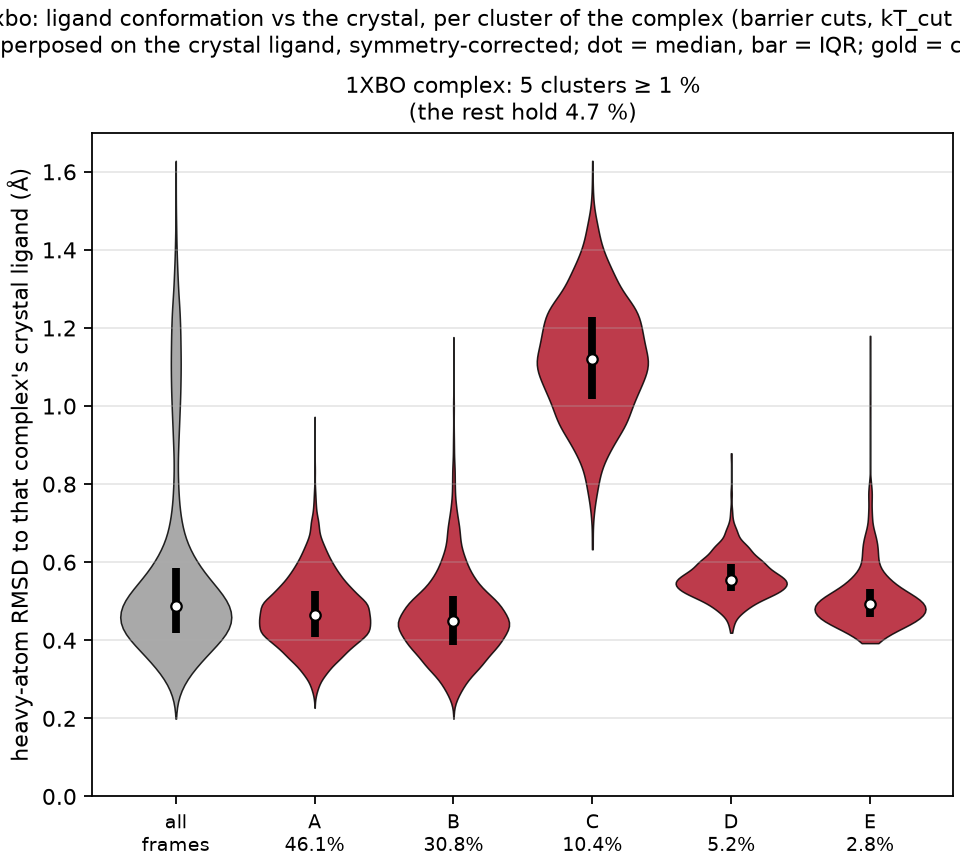 xbo: ligand conformation vs the crystal, per cluster of the complex (barrier cuts, kT_cut
perposed on the crystal ligand, symmetry-corrected; dot = median, bar = IQR; gold = c
1XBO complex: 5 clusters ≥ 1 %
(the rest hold 4.7 %)
heavy-atom RMSD to that complex's crystal ligand (Å)
1.6
1.4
1.2
1.0
0.8
0.6
0.4
0.2
0.0
all frames
A 46.1%
B 30.8%
C 10.4%
D 5.2%
E 2.8%